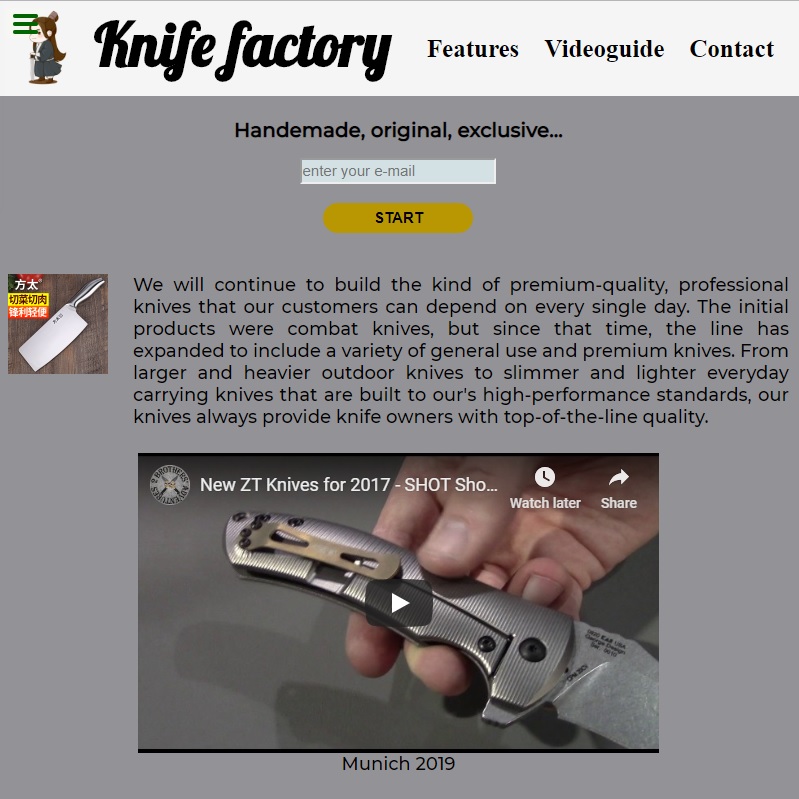 Knife factory
Features Videoguide Contact
Handemade, original, exclusive...
enter your e-mail
START
方太
切菜切肉
锋利轻便
We will continue to build the kind of premium-quality, professional
knives that our customers can depend on every single day. The initial
products were combat knives, but since that time, the line has
expanded to include a variety of general use and premium knives. From
larger and heavier outdoor knives to slimmer and lighter everyday
carrying knives that are built to our's high-performance standards, our
knives always provide knife owners with top-of-the-line quality.
2 BROTHERS ADVENTURES
New ZT Knives for 2017 - SHOT Sho...
Watch later
Share
Munich 2019